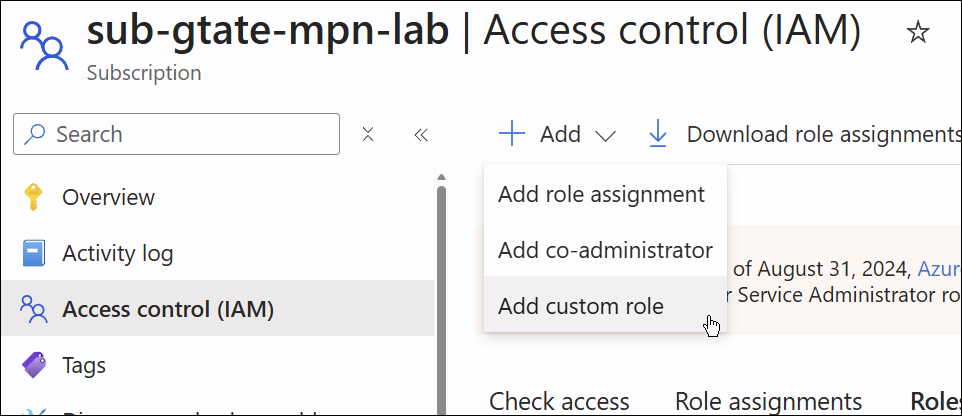 sub-gtate-mpn-lab | Access control (IAM)
Subscription
Search
Add
Download role assignments
Overview
Activity log
Access control (IAM)
Tags
Add role assignment
Add co-administrator
Add custom role
of August 31, 2024, Azur
Service Administrator ro
Check access
Role assignments
Roles